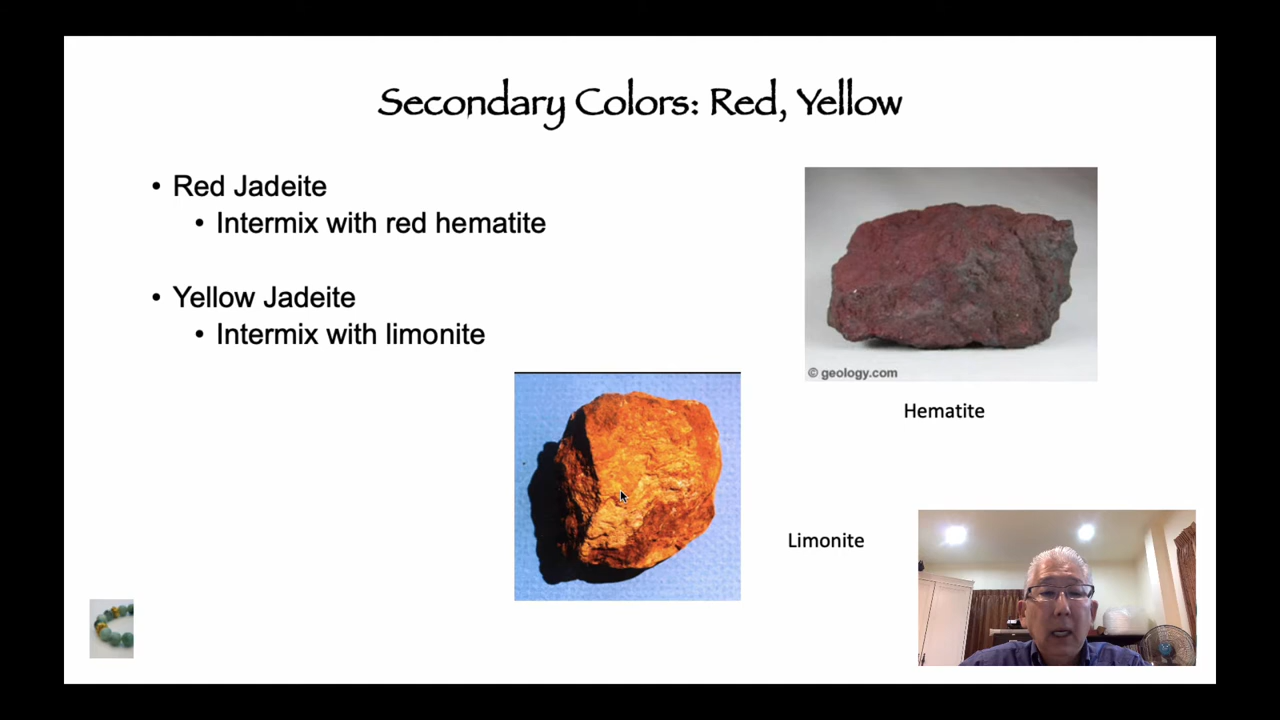 Secondary Colors: Red, Yellow
• Red Jadeite
• Intermix with red hematite
• Yellow Jadeite
• Intermix with limonite
© geology.com
Hematite
Limonite